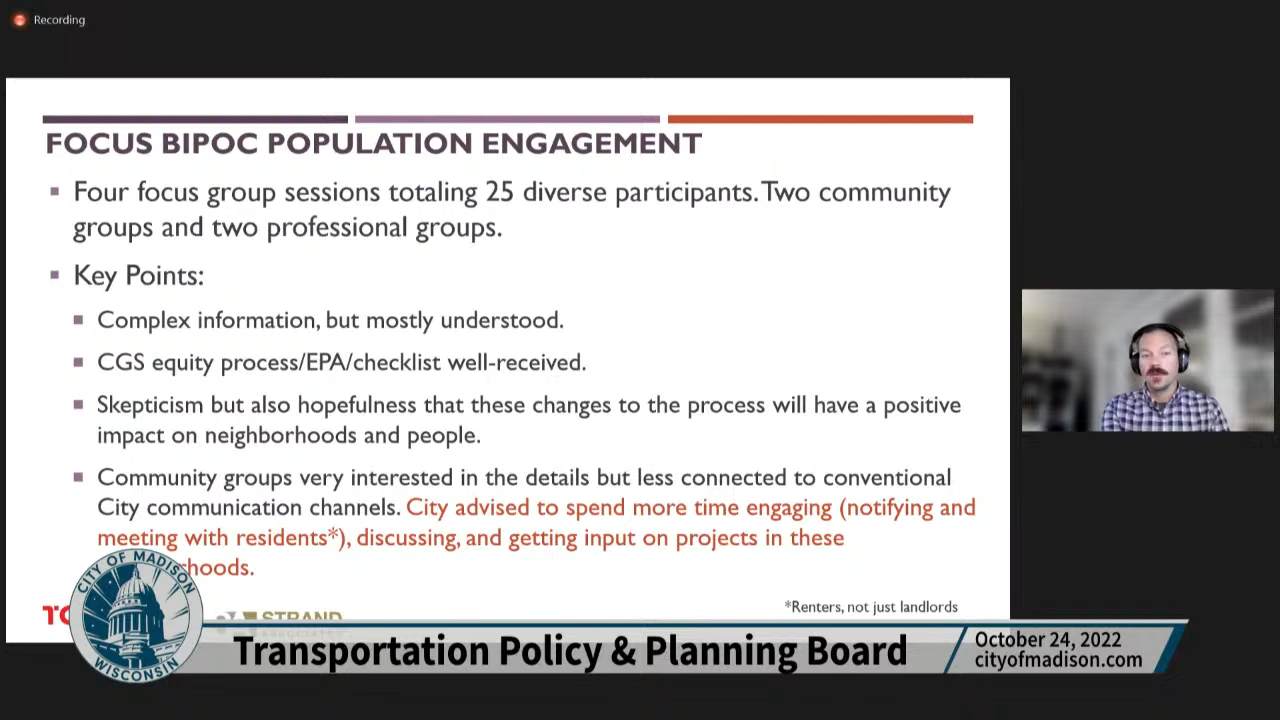 Recording
FOCUS BIPOC POPULATION ENGAGEMENT
Four focus group sessions totaling 25 diverse participants. Two community
groups and two professional groups.
Key Points:
Complex information, but mostly understood.
CGS equity process/EPA/checklist well-received.
Skepticism but also hopefulness that these changes to the process will have a positive
impact on neighborhoods and people.
Community groups very interested in the details but less connected to conventional
City communication channels. City advised to spend more time engaging (notifying and
meeting with residents*), discussing, and getting input on projects in these
rhoods.
*Renters, not just landlords
STRAND
CITY OF MADISON
WISCONSIN
Transportation Policy & Planning Board
October 24, 2022
cityofmadison.com